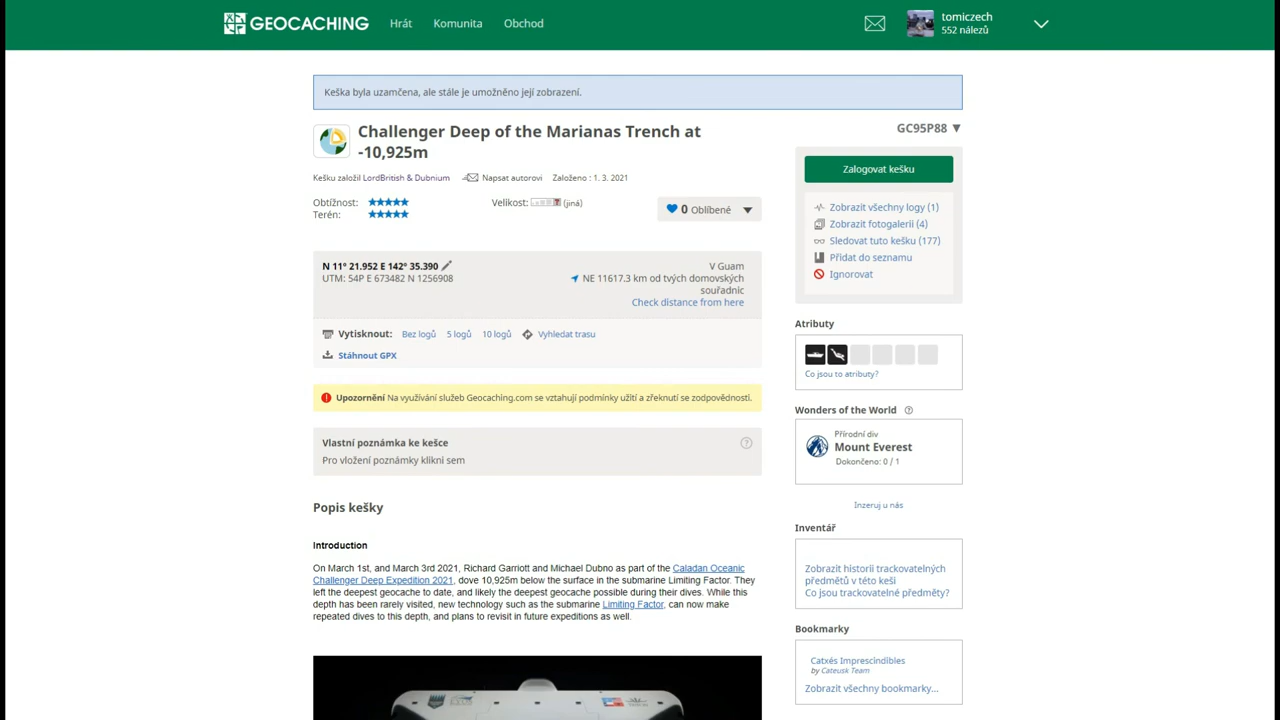 GEOCACHING
Hrát
Komunita
Obchod
tomiczech
552 nálezů
Keška byla uzamčena, ale stále je umožněno její zobrazení.
Challenger Deep of the Marianas Trench at
-10,925m
GC95P88 ▼
Kešku založil LordBritish & Dubnium
Napsat autorovi
Založeno : 1. 3. 2021
Obtížnost:
Terén:
Velikost:
(jiná)
0 Oblíbené
Zalogovat kešku
Zobrazit všechny logy (1)
Zobrazit fotogalerii (4)
Sledovat tuto kešku (177)
Přidat do seznamu
Ignorovat
N 11° 21.952 E 142° 35.390
UTM: 54P E 673482 N 1256908
V Guam
NE 11617.3 km od tvých domovských
souřadnic
Check distance from here
Vytisknout:
Bez logů
5 logů
10 logů
Vyhledat trasu
Stáhnout GPX
Upozornění Na využívání služeb Geocaching.com se vztahují podmínky užití a zřeknutí se zodpovědnosti.
Vlastní poznámka ke kešce
Pro vložení poznámky klikni sem
Popis kešky
Introduction
On March 1st, and March 3rd 2021, Richard Garriott and Michael Dubno as part of the Caladan Oceanic
Challenger Deep Expedition 2021, dove 10,925m below the surface in the submarine Limiting Factor. They
left the deepest geocache to date, and likely the deepest geocache possible during their dives. While this
depth has been rarely visited, new technology such as the submarine Limiting Factor, can now make
repeated dives to this depth, and plans to revisit in future expeditions as well.
Atributy
Co jsou to atributy?
Wonders of the World
Přírodní div
Mount Everest
Dokončeno: 0 / 1
Inzeruj u nás
Inventář
Zobrazit historii trackovatelných
předmětů v této keši
Co jsou trackovatelné předměty?
Bookmarky
Catxés Imprescindibles
by Cateusk Team
Zobrazit všechny bookmarky...